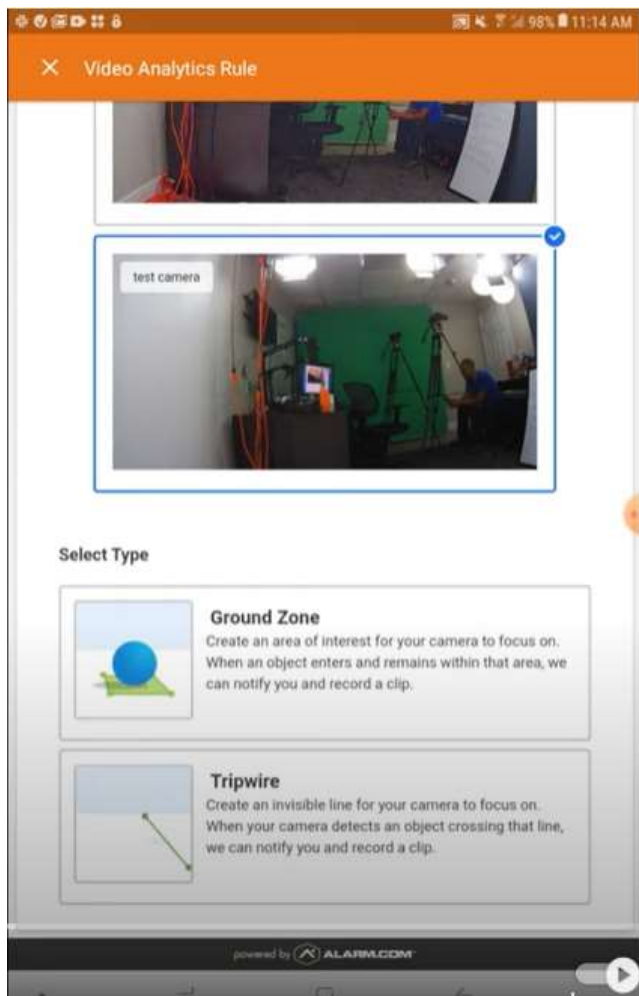 98% 11:14 AM
Video Analytics Rule
test camera
Select Type
Ground Zone
Create an area of interest for your camera to focus on.
When an object enters and remains within that area, we
can notify you and record a clip.
Tripwire
Create an invisible line for your camera to focus on.
When your camera detects an object crossing that line,
we can notify you and record a clip.
powered by ALARM.COM